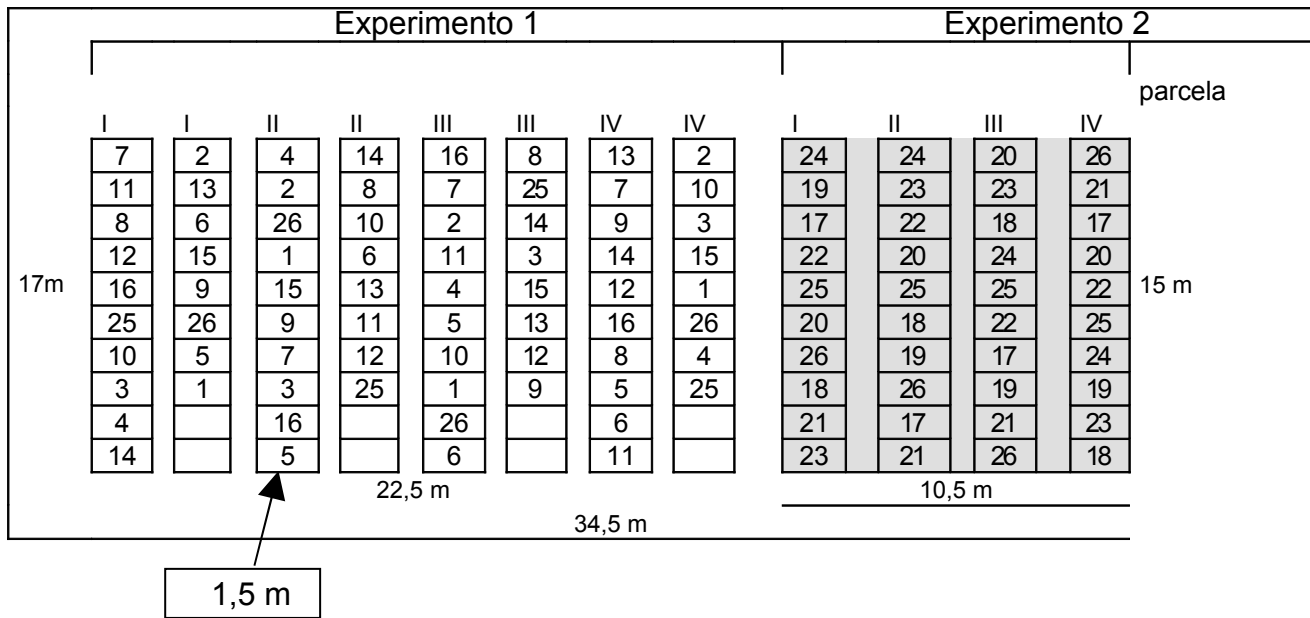 Experimento 1 Experimento 2
parcela
I I II II III III IV IV I II III IV
7 2 4 14 16 8 13 2 24 24 20 26
11 13 2 8 7 25 7 10 19 23 23 21
8 6 26 10 2 14 9 3 17 22 18 17
12 15 1 6 11 3 14 15 22 20 24 20
17m 16 9 15 13 4 15 12 1 25 25 25 22 15 m
25 26 9 11 5 13 16 26 20 18 22 25
10 5 7 12 10 12 8 4 26 19 17 24
3 1 3 25 1 9 5 25 18 26 19 19
4 16 26 6 21 17 21 23
14 5 6 11 23 21 26 18
22,5 m 10,5 m
34,5 m
1,5 m